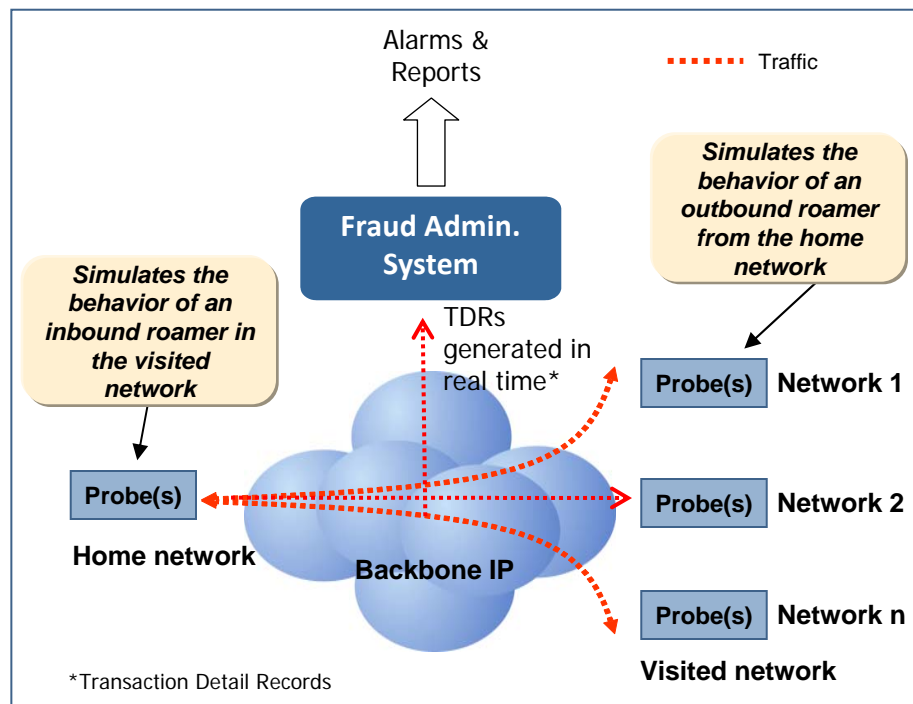 Alarms &
Reports
Traffic
Simulates the
behavior of an
outbound roamer
from the home
network
Fraud Admin.
System
Simulates the
behavior of an
inbound roamer in
the visited
network
TDRs
generated in
real time*
Probe(s)
Network 1
Probe(s)
Home network
Probe(s)
Network 2
Backbone IP
Probe(s)
Network n
Visited network
*Transaction Detail Records